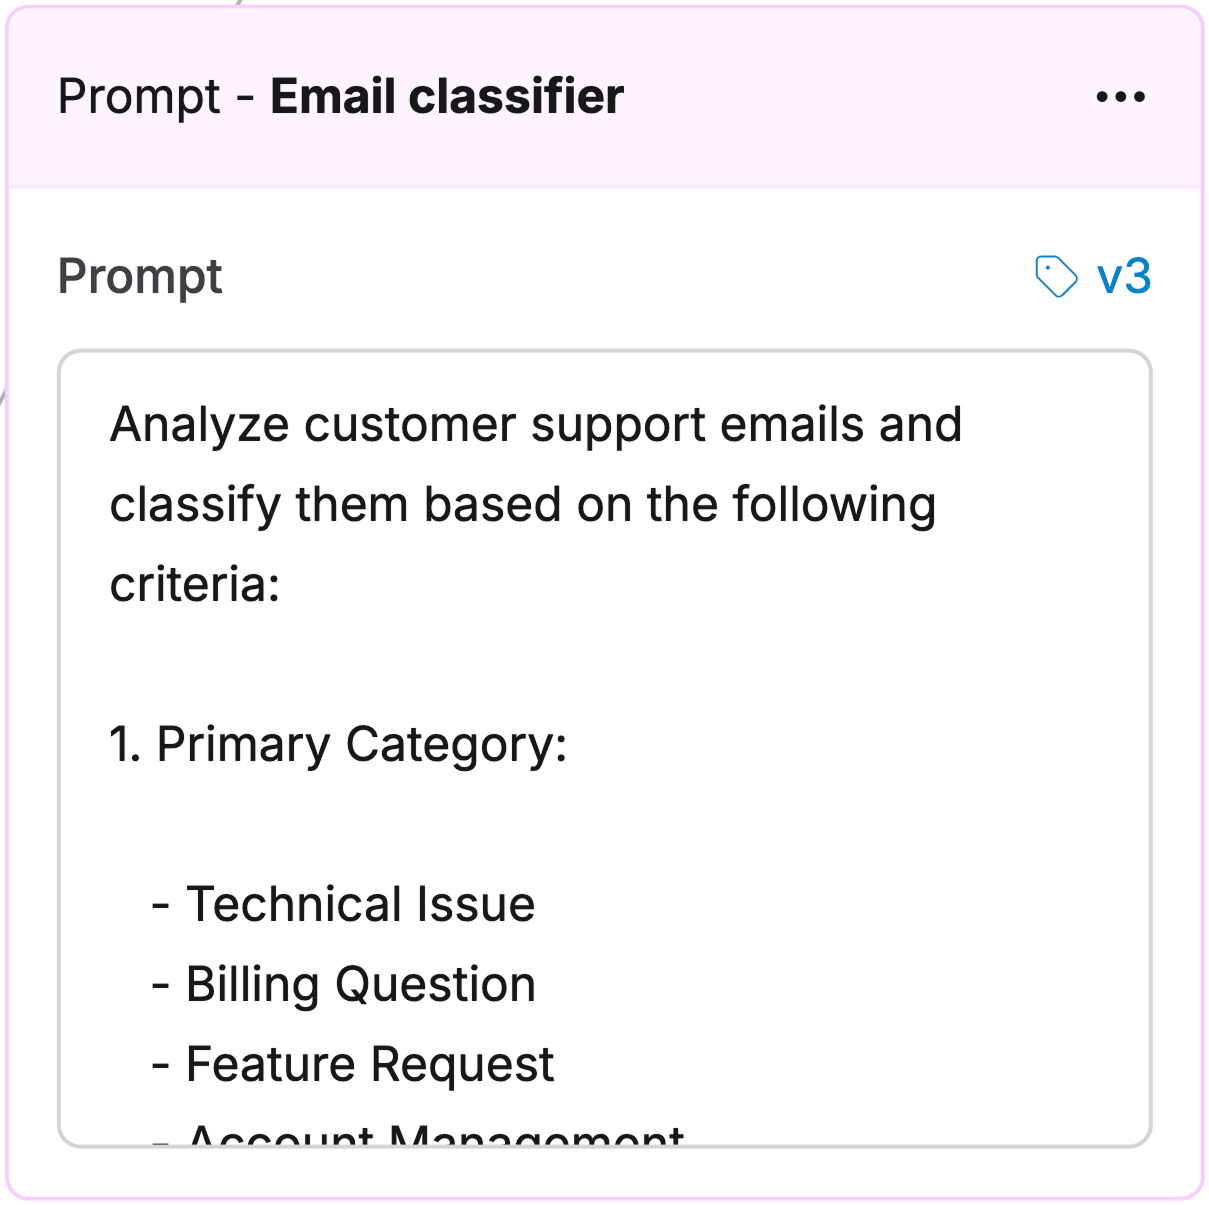 Prompt - Email classifier
Prompt
v3
Analyze customer support emails and
classify them based on the following
criteria:
1. Primary Category:
- Technical Issue
- Billing Question
- Feature Request
- Account Management